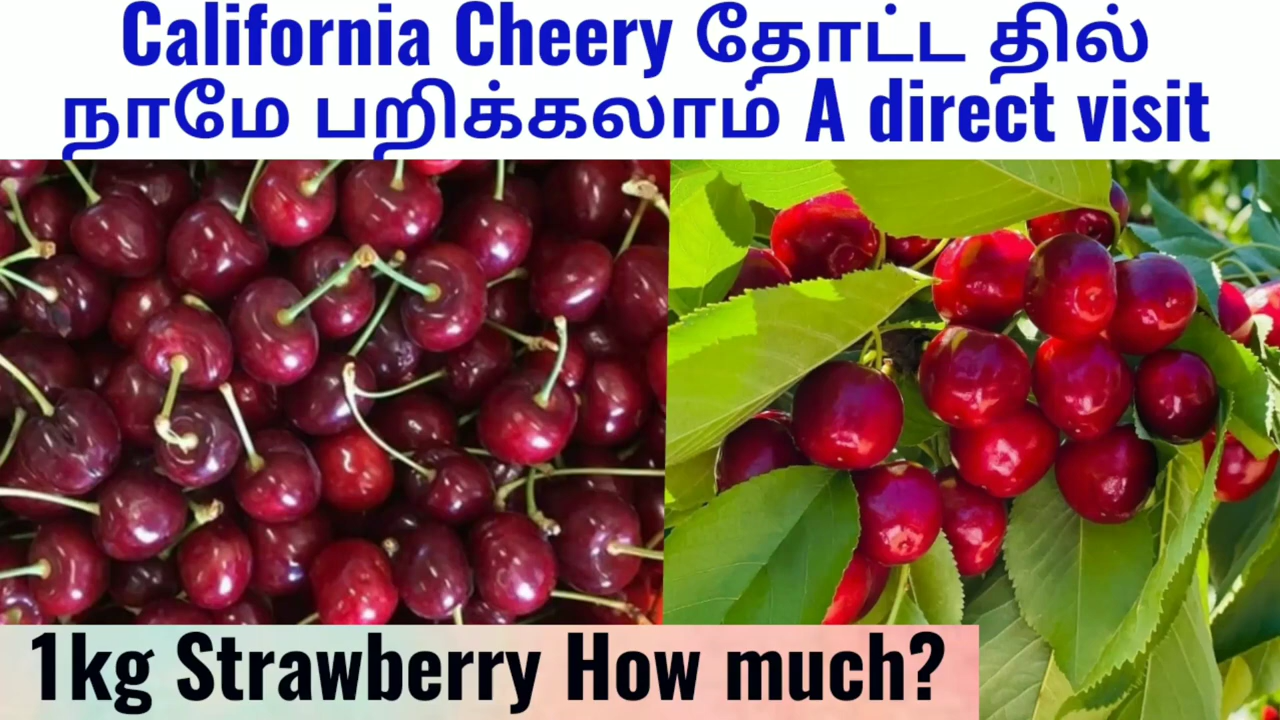 California Cheery தோட்ட தில்
நாமே பறிக்கலாம் A direct visit
1kg Strawberry How much?